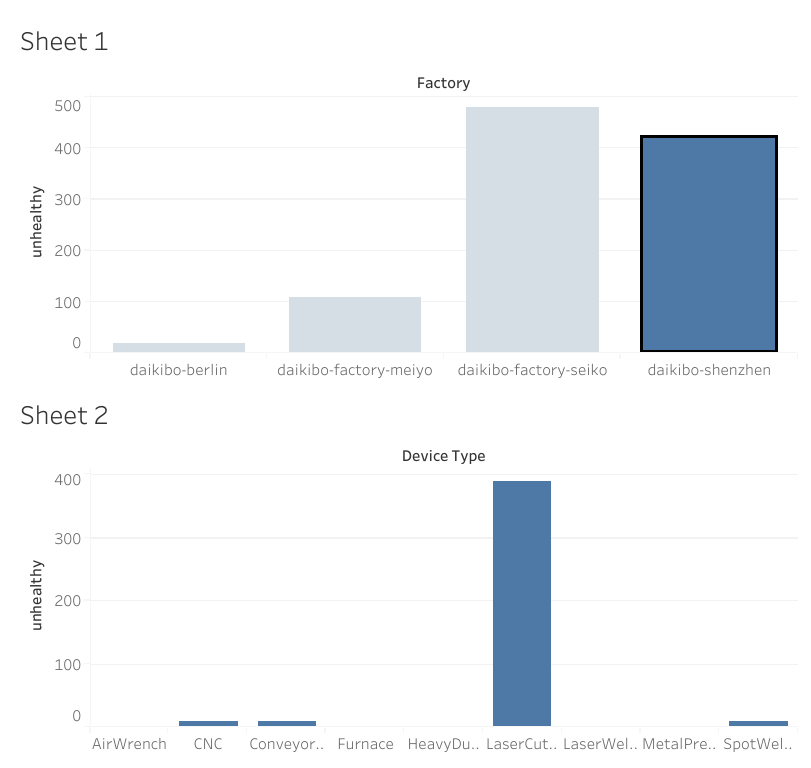 Sheet 1
Factory
500
400
300
200
100
0
unhealthy
daikibo-berlin daikibo-factory-meiyo daikibo-factory-seiko daikibo-shenzhen
Sheet 2
Device Type
400
300
200
100
0
unhealthy
AirWrench CNC Conveyor.. Furnace HeavyDu.. LaserCut.. LaserWel.. MetalPre.. SpotWel..